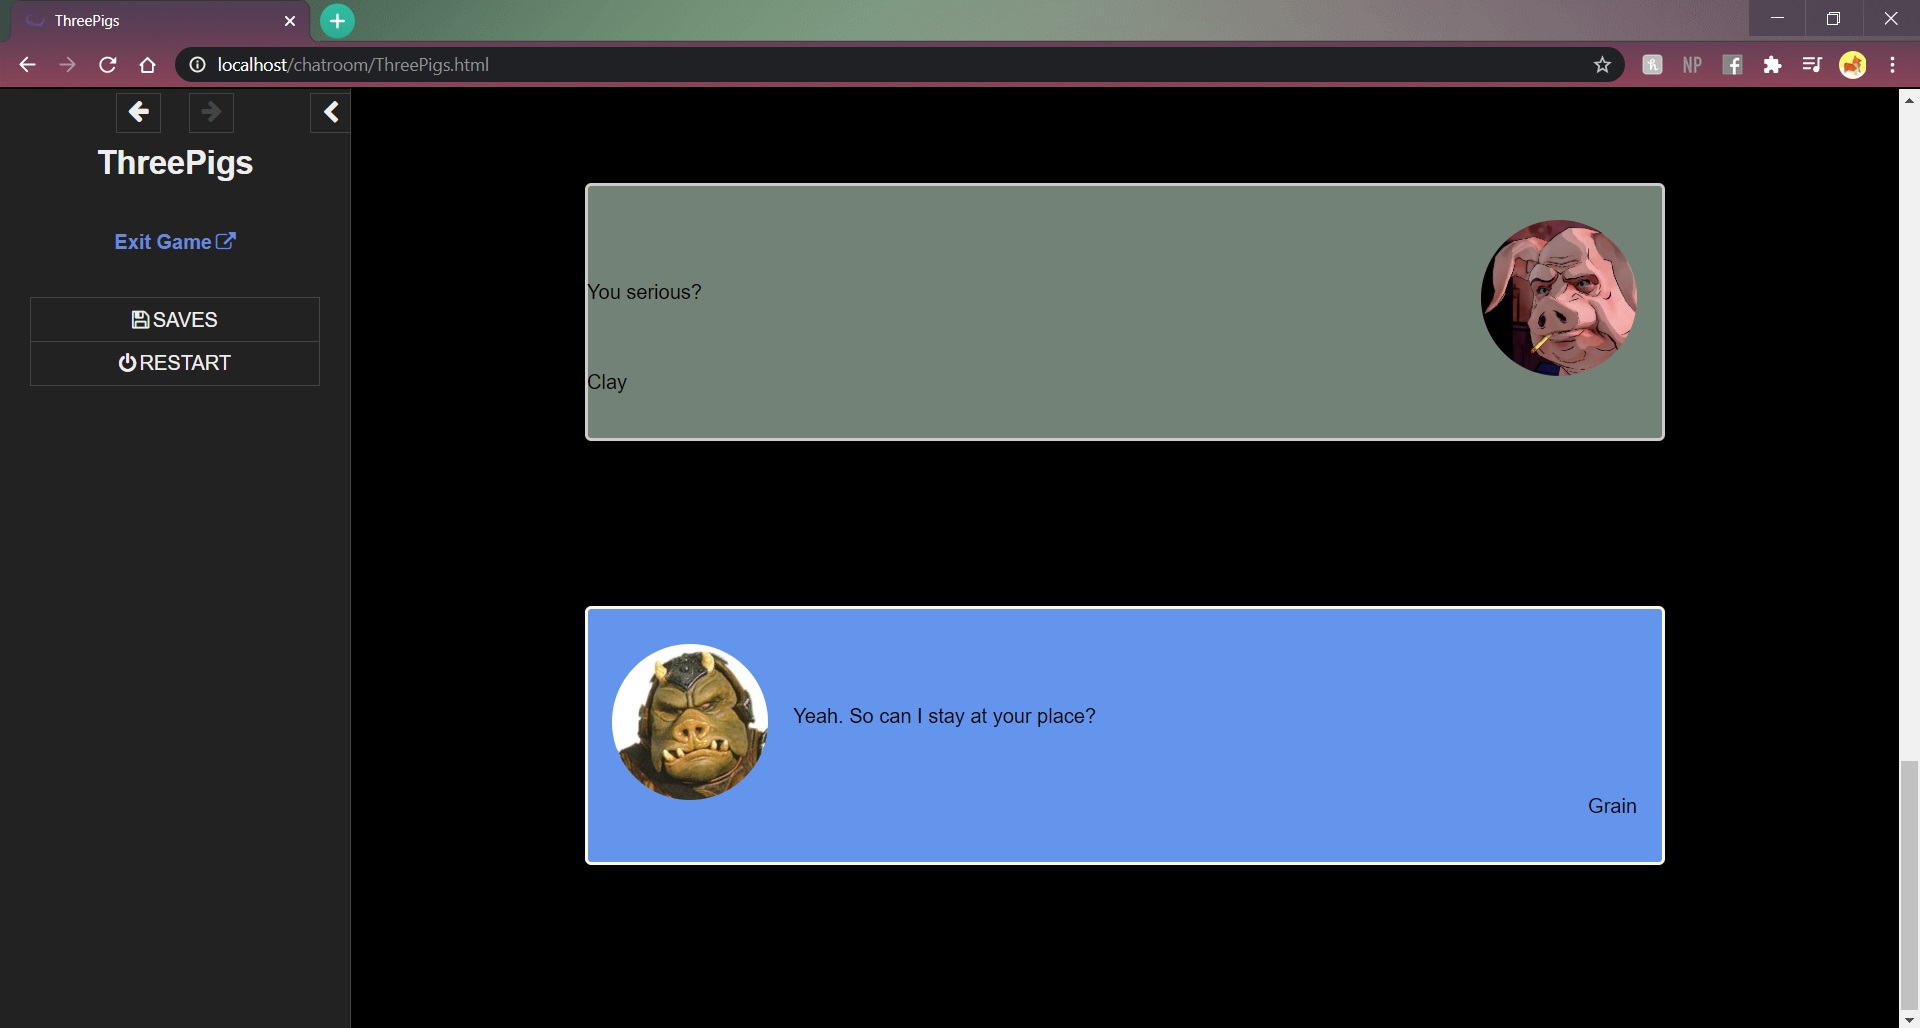 ThreePigs
localhost/chatroom/ThreePigs.html
NP
ThreePigs
Exit Game
SAVES
RESTART
You serious?
Clay
Yeah. So can I stay at your place?
Grain